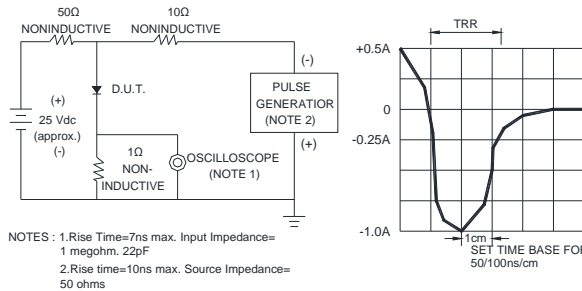 50Ω
NONINDUCTIVE
10Ω
NONINDUCTIVE
(+)
25 Vdc
(approx.)
(-)
D.U.T.
1Ω
NON-
INDUCTIVE
OSCILLOSCOPE
(NOTE 1)
(-)
PULSE
GENERATIOR
(NOTE 2)
(+)
NOTES : 1.Rise Time=7ns max. Input Impedance=
1 megohm. 22pF
2.Rise time=10ns max. Source Impedance=
50 ohms
TRR
+0.5A
0
-0.25A
-1.0A
1cm
SET TIME BASE FO
50/100ns/cm